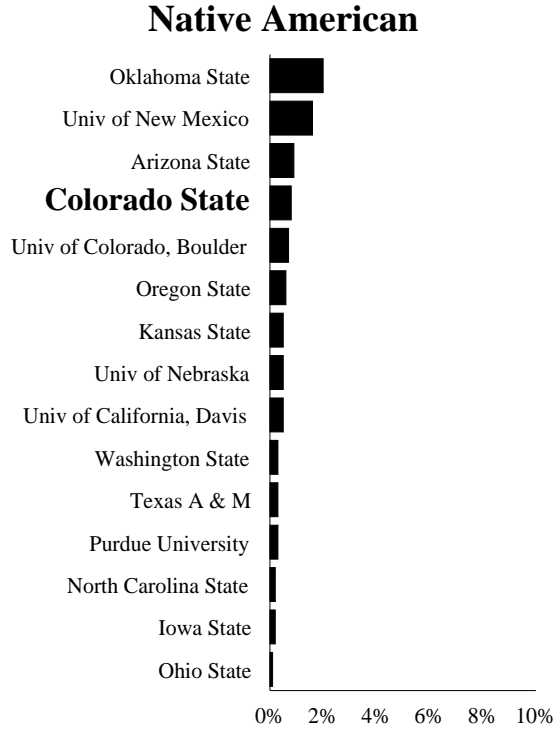 Native American
Oklahoma State
Univ of New Mexico
Arizona State
Colorado State
Univ of Colorado, Boulder
Oregon State
Kansas State
Univ of Nebraska
Univ of California, Davis
Washington State
Texas A & M
Purdue University
North Carolina State
Iowa State
Ohio State
0% 2% 4% 6% 8% 10%